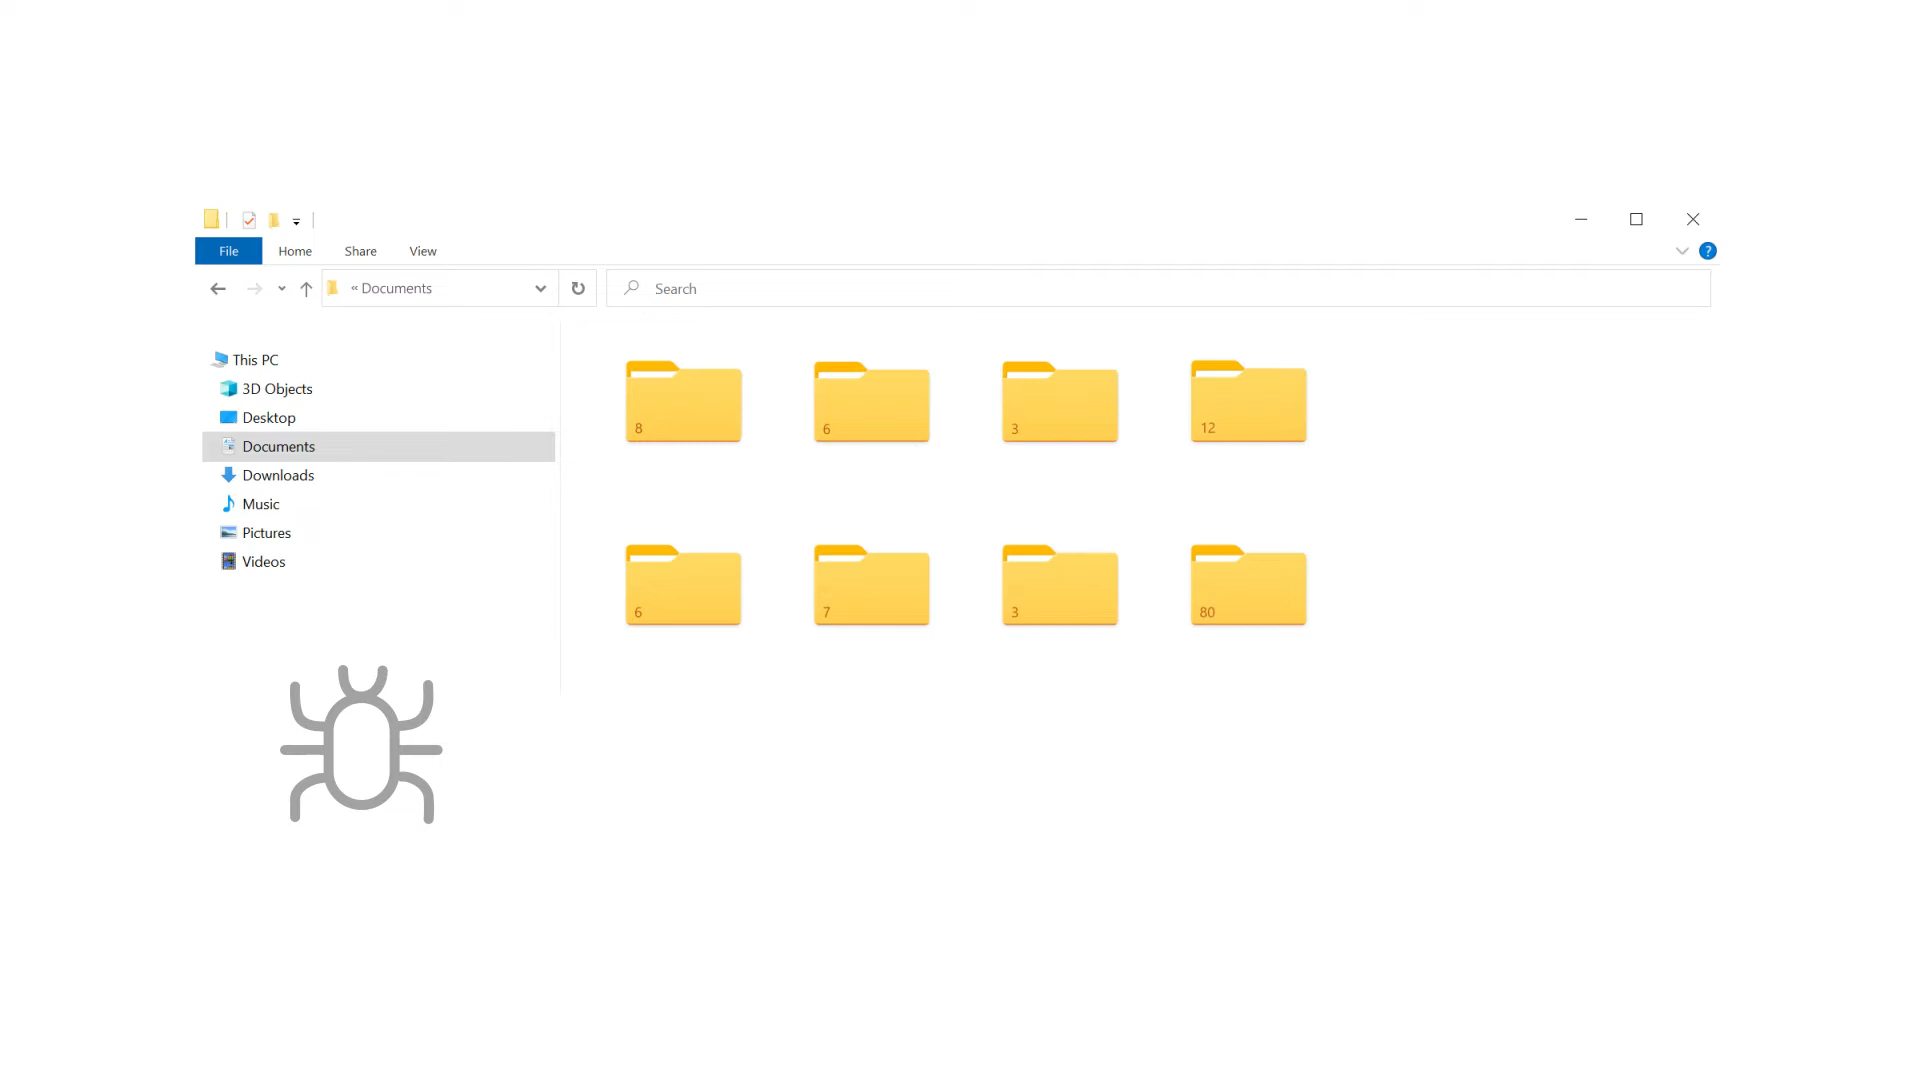 File Home Share View
?
« Documents
Search
This PC
3D Objects
Desktop
Documents
Downloads
Music
Pictures
Videos
8 6 3 12
6 7 3 80